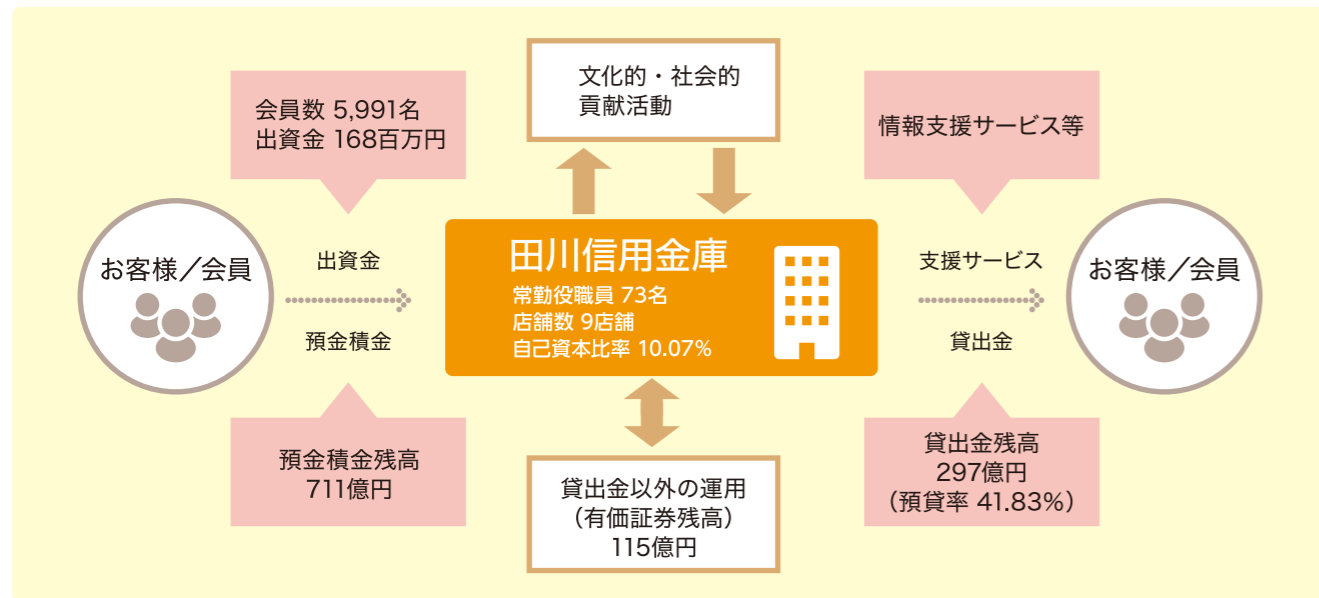 文化的・社会的
貢献活動
会員数 5,991名
出資金 168百万円
情報支援サービス等
お客様／会員
出資金
預金積金
田川信用金庫
常勤役職員 73名
店舗数 9店舗
自己資本比率 10.07%
支援サービス
貸出金
お客様／会員
預金積金残高
711億円
貸出金以外の運用
（有価証券残高）
115億円
貸出金残高
297億円
（預貸率 41.83%）